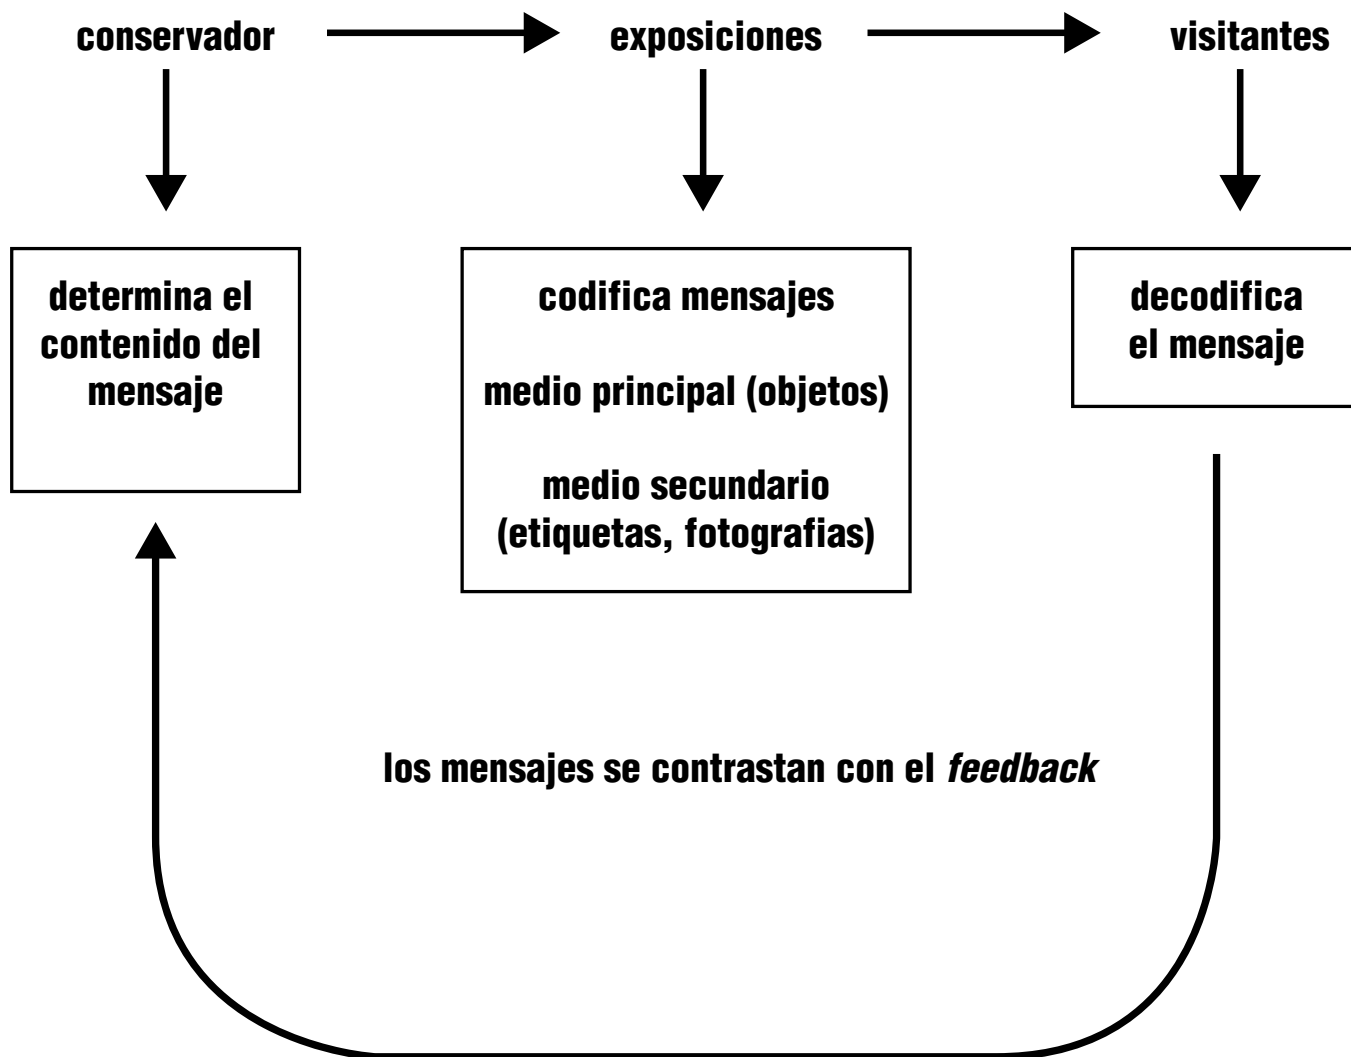 conservador
exposiciones
visitantes
determina el
contenido del
mensaje
codifica mensajes
medio principal (objetos)
medio secundario
(etiquetas, fotografias)
decodifica
el mensaje
los mensajes se contrastan con el feedback